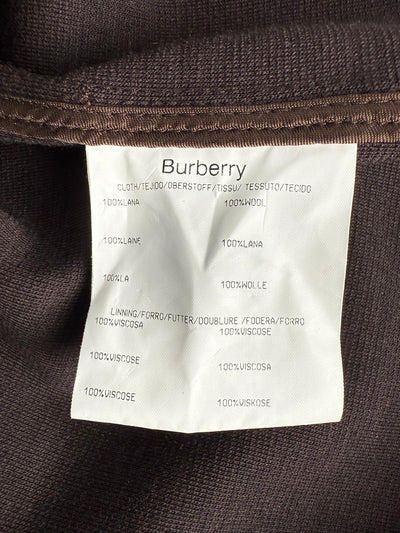 Burberry
CLOTH/TEJIDO/OBERSTOFF/TISSU/ TESSUTO/TECIDO
100%LANA 100%WOOL
100%LAINE 100%LANA
100%LA 100%WOLLE
LINNING/FORRO/FUTTER/DOUBLURE /FODERA/FORRO
100%VISCOSA 100%VISCOSE
100%VISCOSE 100%VISCOSA
100%VISCOSE 100%VISKOSE